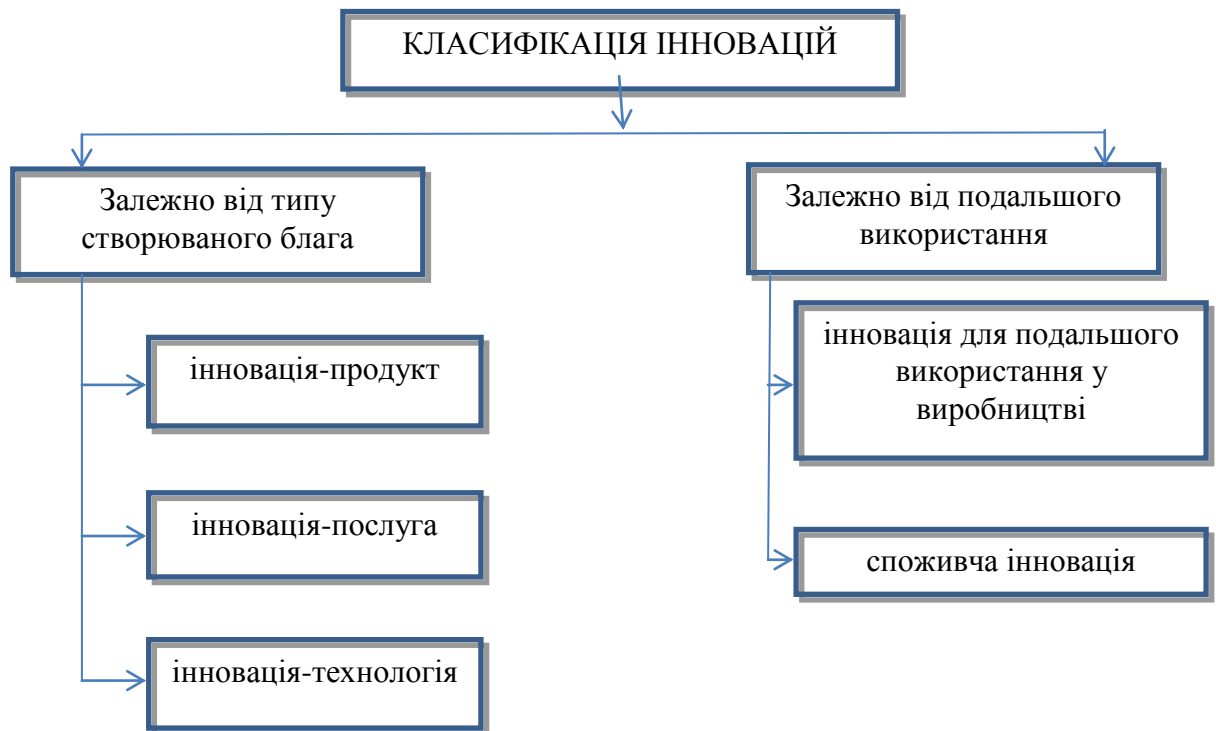 КЛАСИФІКАЦІЯ ІННОВАЦІЙ
Залежно від типу
створюваного блага
інновація-продукт
інновація-послуга
інновація-технологія
Залежно від подальшого
використання
інновація для подальшого
використання у
виробництві
споживча інновація